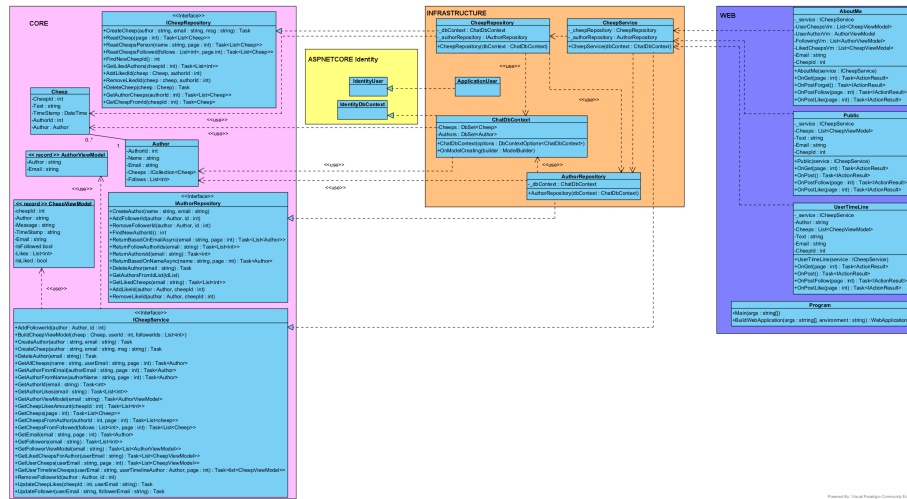 CORE
<<Interface>>
ICheepRepository
+CreateCheep(author : string, email : string, msg : string) : Task
+ReadCheep(page : int) : Task<List<Cheep>>
+ReadCheepsPerson(name : string, page : int) : Task<List<Cheep>>
+ReadCheepsFollowed(follows : List<int>, page int) : Task<List<Cheep>>
+FindNewCheepId() : int
+GetLikedAuthors(cheepId : int) : Task<List<int>>
+AddLikedId(cheep : Cheep, authorId : int)
+RemoveLikedId(cheep : cheep, authorId : int)
+DeleteCheep(cheep : Cheep) : Task
+GetAuthorCheeps(authorId : int) : Task<List<Cheep>>
+GetCheepFromId(cheepId : int) : Task<Cheep>
Cheep
-CheepId : int
-Text : string
-TimeStamp : DateTime
-AuthorId : int
-Author : Author
<<use>>
0..*
1
Author
-AuthorId : int
-Name : string
-Email : string
-Cheeps : ICollection<Cheep>
-Follows : List<Int>
<< record >> AuthorViewModel
-Author : string
-Email : string
<<use>>
<< record >> CheepViewModel
-cheepId : int
-Author : string
-Message : string
-TimeStamp : string
-Email : string
-isFollowed bool
-Likes : List<int>
-isLiked : bool
<<use>>
<<Interface>>
IAuthorRepository
+CreateAuthor(name : string, email : string)
+AddFollowerId(author : Author, id : int)
+RemoveFollowerId(author : Author, id : int)
+FindNewAuthorId() : int
+ReturnBasedOnEmailAsync(email : string, page : int) : Task<List<Author>>
+ReturnFollowAuthorIds(email : string) : Task<List<int>>
+ReturnAuthorsId(email : string) : Task<int>
+ReturnBasedOnNameAsync(name : string, page : int) : Task<Author>
+DeleteAuthor(email : string) : Task
+GetAuthorsFromIdList(idList)
+GetLikedCheeps(email : string) : Task<List<int>>
+AddLikeId(author : Author, cheepId : int)
+RemoveLikeId(author : Author, cheepId : int)
<<Interface>>
ICheepService
+AddFollowerId(author : Author, id : int)
+BuildCheepViewModel(cheep : Cheep, userId : int, followerIds : List<int>)
+CreateAuthor(author : string, email : string)
+CreateCheep(author : string, email : string, msg : string) : Task
+DeleteAuthor(email : string) : Task
+GetAllCheeps(name : string, userEmail : string, page : int) : Task<Author>
+GetAuthorFromEmail(authorEmail : string, page : int) : Task<Author>
+GetAuthorFromName(authorName : string, page : int) : Task<Author>
+GetAuthorId(email : string) : Task<int>
+GetAuthorLikes(email : string) : Task<List<int>>
+GetAuthorViewModel(email : string) : Task<AuthorViewModel>
+GetCheepLikesAmount(cheepId : int) : Task<List<int>>
+GetCheeps(page : int) : Task<List<Cheep>>
+GetCheepsFromAuthor(authorId : int, page : int) : Task<List<cheep>>
+GetCheepsFromFollowed(follows : List<int>, page : int) : Task<List<Cheep>>
+GetEmail(email : string, page : int) : Task<Author>
+GetFollowers(email : string) : Task<List<int>>
+GetFollowerViewModel(email : string) : Task<List<AuthorViewModel>>
+GetLikedCheepsForAuthor(userEmail : string) : Task<List<CheepViewModel>>
+GetUserCheeps(userEmail : string, page : int) : Task<List<CheepViewModel>>
+GetUserTimelineCheeps(userEmail : string, userTimelineAuthor : Author, page : int) : Task<list<CheepViewModel>>
+RemoveFollowerId(author : Author, id : int)
+UpdateCheeps(cheepId : int, userEmail : string) : Task
+UpdateFollower(userEmail : string, followerEmail : string) : Task
<<use>>
<<use>>
<<use>>
ASPNETCORE Identity
IdentityUser
IdentityDbContext
INFRASTRUCTURE
CheepRepository
-_dbContext : ChatDbContext
-_authorRepository : IAuthorRepository
+CheepRepository(dbContext : ChatDbContext)
CheepService
-_cheepRepository : CheepRepository
-_authorRepository : AuthorRepository
+CheepService(dbContext : ChatDbContext)
<<use>>
<<use>>
ApplicationUser
ChatDbContext
-Cheeps : DbSet<Cheep>
-Authors : DbSet<Author>
+ChatDbContext(options : DbContextOptions<ChatDbContext>)
+OnModelCreating(builder : ModelBuilder)
<<use>>
AuthorRepository
-_dbContext : ChatDbContext
+AuthorRepository(dbContext : ChatDbContext)
WEB
AboutMe
-_service : ICheepService
-UserCheepsVm : List<CheepViewModel>
-UserAuthorVm : AuthorViewModel
-FollowingVm : List<AuthorViewModel>
-LikedCheepsVm : List<CheepViewModel>
-Email : string
-CheepId : int
+AboutMe(service : ICheepService)
+OnGet(page : int) : Task<IActionResult>
+OnPostForget() : Task<IActionResult>
+OnPostFollow(page : int) : Task<IActionResult>
+OnPostLike(page : int) : Task<IActionResult>
Public
-_service : ICheepService
-Cheeps : List<CheepViewModel>
-Text : string
-Email : string
-CheepId : int
+Public(service : ICheepService)
+OnGet(page : int) : Task<IActionResult>
+OnPost() : Task<IActionResult>
+OnPostFollow(page : int) : Task<IActionResult>
+OnPostLike(page : int) : Task<IActionResult>
UserTimeLine
-_service : ICheepService
-Author : string
-Cheeps : List<CheepViewModel>
-Text : string
-Email : string
-CheepId : int
+UserTimeLine(service : ICheepService)
+OnGet(page : int) : Task<IActionResult>
+OnPost() : Task<IActionResult>
+OnPostFollow(page : int) : Task<IActionResult>
+OnPostLike(page : int) : Task<IActionResult>
Program
+Main(args : string[])
+BuildWebApplication(args : string[], environment : string) : WebApplication
Powered By: Visual Paradigm Community